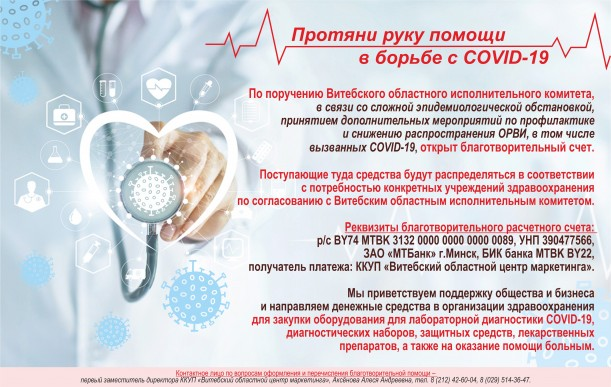 Протяни руку помощи
в борьбе с COVID-19
По поручению Витебского областного исполнительного комитета,
в связи со сложной эпидемиологической обстановкой,
принятием дополнительных мероприятий по профилактике
и снижению распространения ОРВИ, в том числе
вызванных COVID-19, открыт благотворительный счет.
Поступающие туда средства будут распределяться в соответствии
с потребностью конкретных учреждений здравоохранения
по согласованию с Витебским областным исполнительным комитетом.
Реквизиты благотворительного расчетного счета:
р/с BY74 MTBK 3132 0000 0000 0000 0089, УНП 390477566,
ЗАО «МТБанк» г.Минск, БИК банка MTBK BY22,
получатель платежа: ККУП «Витебский областной центр маркетинга».
Мы приветствуем поддержку общества и бизнеса
и направляем денежные средства в организации здравоохранения
для закупки оборудования для лабораторной диагностики COVID-19,
диагностических наборов, защитных средств, лекарственных
препаратов, а также на оказание помощи больным.
Контактное лицо по вопросам оформления и перечисления благотворительной помощи –
первый заместитель директора ККУП «Витебский областной центр маркетинга», Аксёнова Алеся Андреевна, тел. 8 (212) 42-60-04, 8 (029) 514-36-47.